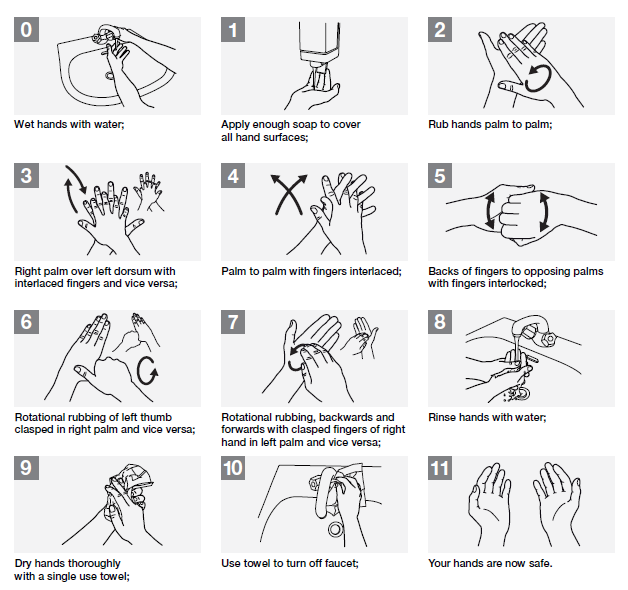 0
Wet hands with water;
1
Apply enough soap to cover
all hand surfaces;
2
Rub hands palm to palm;
3
Right palm over left dorsum with
interlaced fingers and vice versa;
4
Palm to palm with fingers interlaced;
5
Backs of fingers to opposing palms
with fingers interlocked;
6
Rotational rubbing of left thumb
clasped in right palm and vice versa;
7
Rotational rubbing, backwards and
forwards with clasped fingers of right
hand in left palm and vice versa;
8
Rinse hands with water;
9
Dry hands thoroughly
with a single use towel;
10
Use towel to turn off faucet;
11
Your hands are now safe.